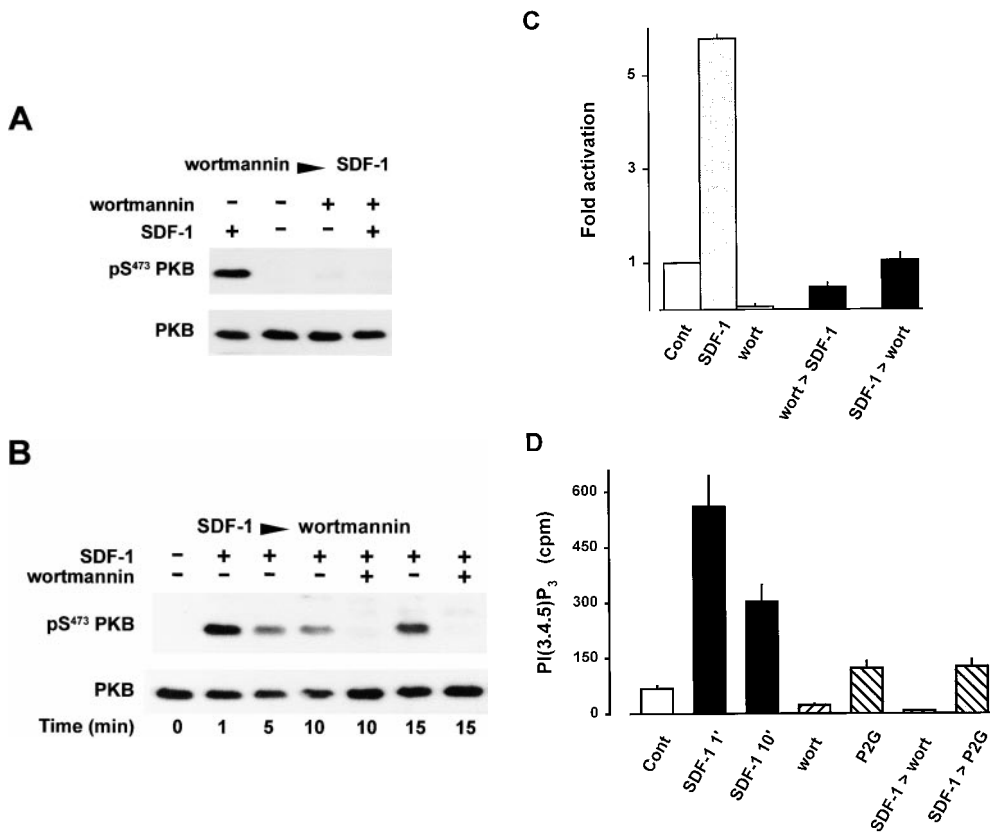 A
wortmannin ► SDF-1
wortmannin - - + +
SDF-1 + - - +
pS⁴⁷³ PKB
PKB
B
SDF-1 ► wortmannin
SDF-1 - + + + + + +
wortmannin - - - - + - +
pS⁴⁷³ PKB
PKB
Time (min) 0 1 5 10 10 15 15
C
Fold activation
5
3
1
Cont
SDF-1
wort
wort > SDF-1
SDF-1 > wort
D
PI(3.4.5)P₃ (cpm)
600
450
300
150
0
Cont
SDF-1 1'
SDF-1 10'
wort
P2G
SDF-1 > wort
SDF-1 > P2G